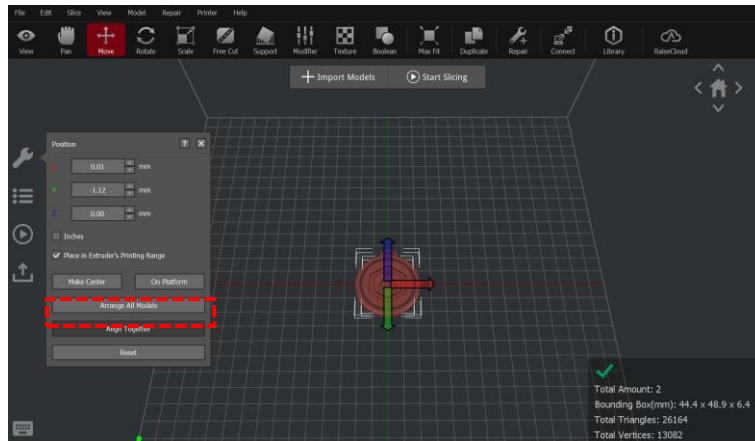 File Edit Slice View Model Repair Printer Help
View Pan Move Rotate Scale Free Cut Support Modifier Texture Boolean Max Fit Duplicate Repair Connect Library RaiseCloud
Import Models Start Slicing
Position ? X
X 0.01 mm
Y -1.12 mm
Z 0.00 mm
Inches
Place in Extruder's Printing Range
Make Center On Platform
Arrange All Models
Align Together
Reset
Total Amount: 2
Bounding Box(mm): 44.4 x 48.9 x 6.4
Total Triangles: 26164
Total Vertices: 13082